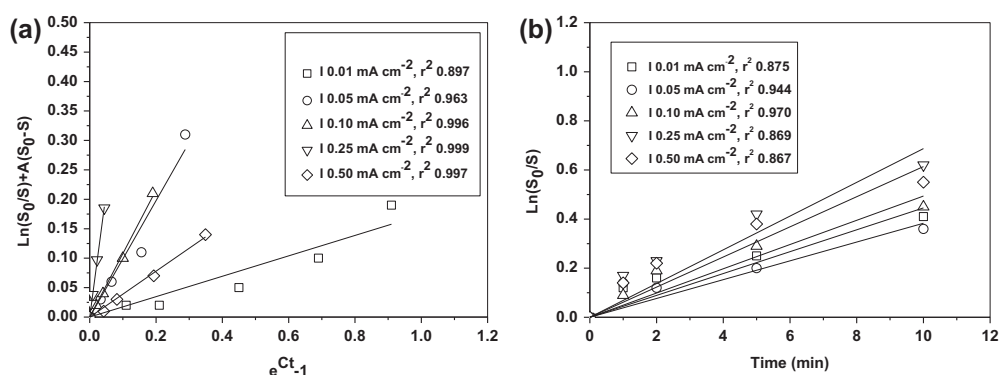 (a)
0.50
0.45
0.40
0.35
0.30
0.25
0.20
0.15
0.10
0.05
0.00
Ln(S₀/S)+A(S₀-S)
I 0.01 mA cm⁻², r² 0.897
I 0.05 mA cm⁻², r² 0.963
I 0.10 mA cm⁻², r² 0.996
I 0.25 mA cm⁻², r² 0.999
I 0.50 mA cm⁻², r² 0.997
0.0 0.2 0.4 0.6 0.8 1.0 1.2
eCt-1
(b)
1.2
1.0
0.8
0.6
0.4
0.2
0.0
Ln(S₀/S)
I 0.01 mA cm⁻², r² 0.875
I 0.05 mA cm⁻², r² 0.944
I 0.10 mA cm⁻², r² 0.970
I 0.25 mA cm⁻², r² 0.869
I 0.50 mA cm⁻², r² 0.867
0 2 4 6 8 10 12
Time (min)